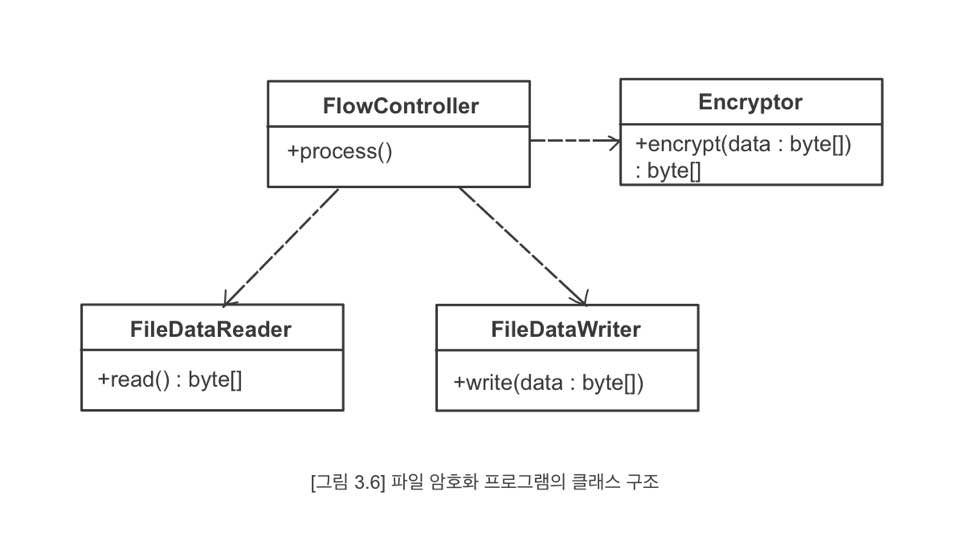 FlowController
+process()
Encryptor
+encrypt(data : byte[])
: byte[]
FileDataReader
+read() : byte[]
FileDataWriter
+write(data : byte[])
[그림 3.6] 파일 암호화 프로그램의 클래스 구조